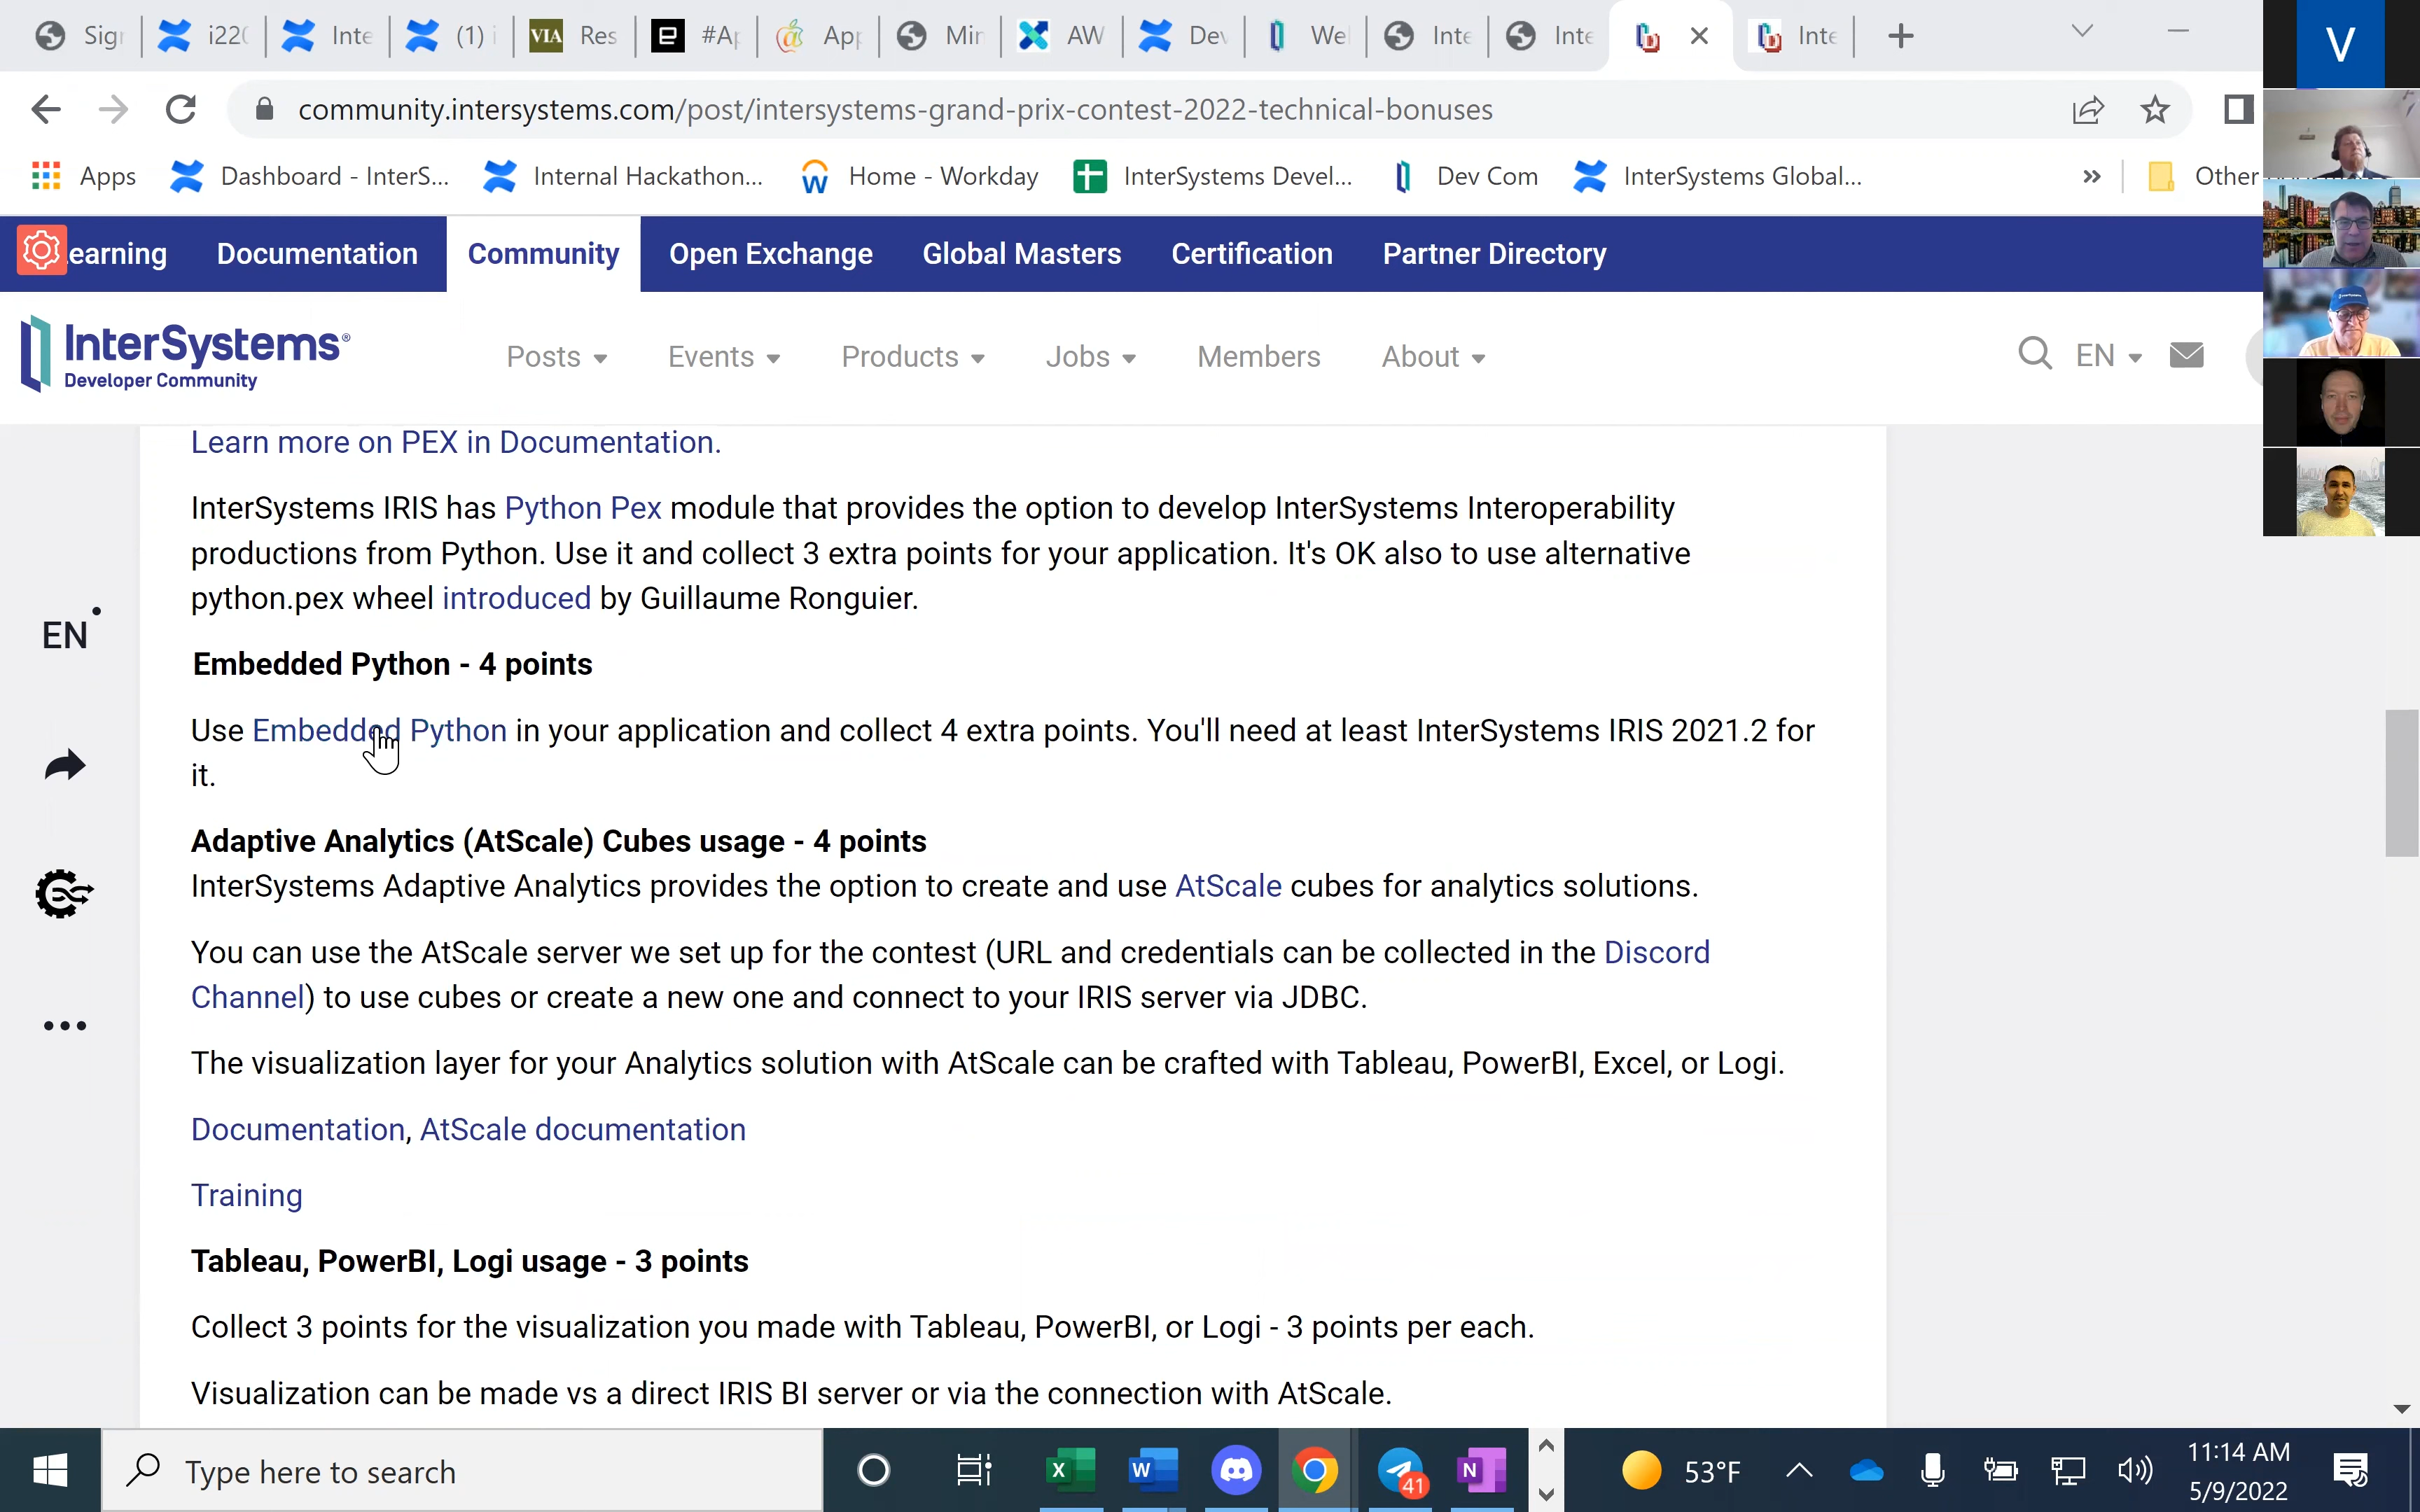 Sign
i220
Inte
(1) i
VIA Res
#Ap
App
Min
AW
Dev
We
Inte
Inte
Inte
V
community.intersystems.com/post/intersystems-grand-prix-contest-2022-technical-bonuses
Apps
Dashboard - InterS...
Internal Hackathon...
Home - Workday
InterSystems Devel...
Dev Com
InterSystems Global...
»
Other
earning Documentation Community Open Exchange Global Masters Certification Partner Directory
InterSystems®
Developer Community
Posts Events Products Jobs Members About
EN
Learn more on PEX in Documentation.
InterSystems IRIS has Python Pex module that provides the option to develop InterSystems Interoperability
productions from Python. Use it and collect 3 extra points for your application. It's OK also to use alternative
python.pex wheel introduced by Guillaume Ronguier.
EN
Embedded Python - 4 points
Use Embedded Python in your application and collect 4 extra points. You'll need at least InterSystems IRIS 2021.2 for
it.
Adaptive Analytics (AtScale) Cubes usage - 4 points
InterSystems Adaptive Analytics provides the option to create and use AtScale cubes for analytics solutions.
You can use the AtScale server we set up for the contest (URL and credentials can be collected in the Discord
Channel) to use cubes or create a new one and connect to your IRIS server via JDBC.
The visualization layer for your Analytics solution with AtScale can be crafted with Tableau, PowerBI, Excel, or Logi.
Documentation, AtScale documentation
Training
Tableau, PowerBI, Logi usage - 3 points
Collect 3 points for the visualization you made with Tableau, PowerBI, or Logi - 3 points per each.
Visualization can be made vs a direct IRIS BI server or via the connection with AtScale.
Type here to search
41
53°F
11:14 AM
5/9/2022